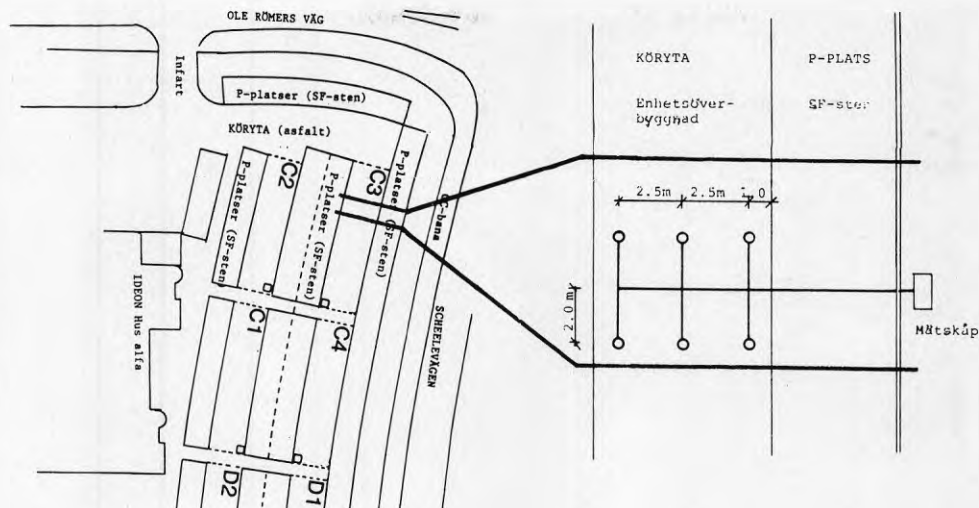 OLE RÖMERS VÄG
Infart
P-platser (SF-sten)
KÖRYTA (asfalt)
P-platser (SF-sten)
C2
P-platser (SF-sten)
C3
P-platser (SF-sten)
GC-bana
IDEON Hus alfa
C1
C4
SCHEELEVÄGEN
D2
D1
KÖRYTA
P-PLATS
Enhetsöver-
byggnad
SF-sten
2.5m
2.5m
1.0
2.0 m
Mätskåp